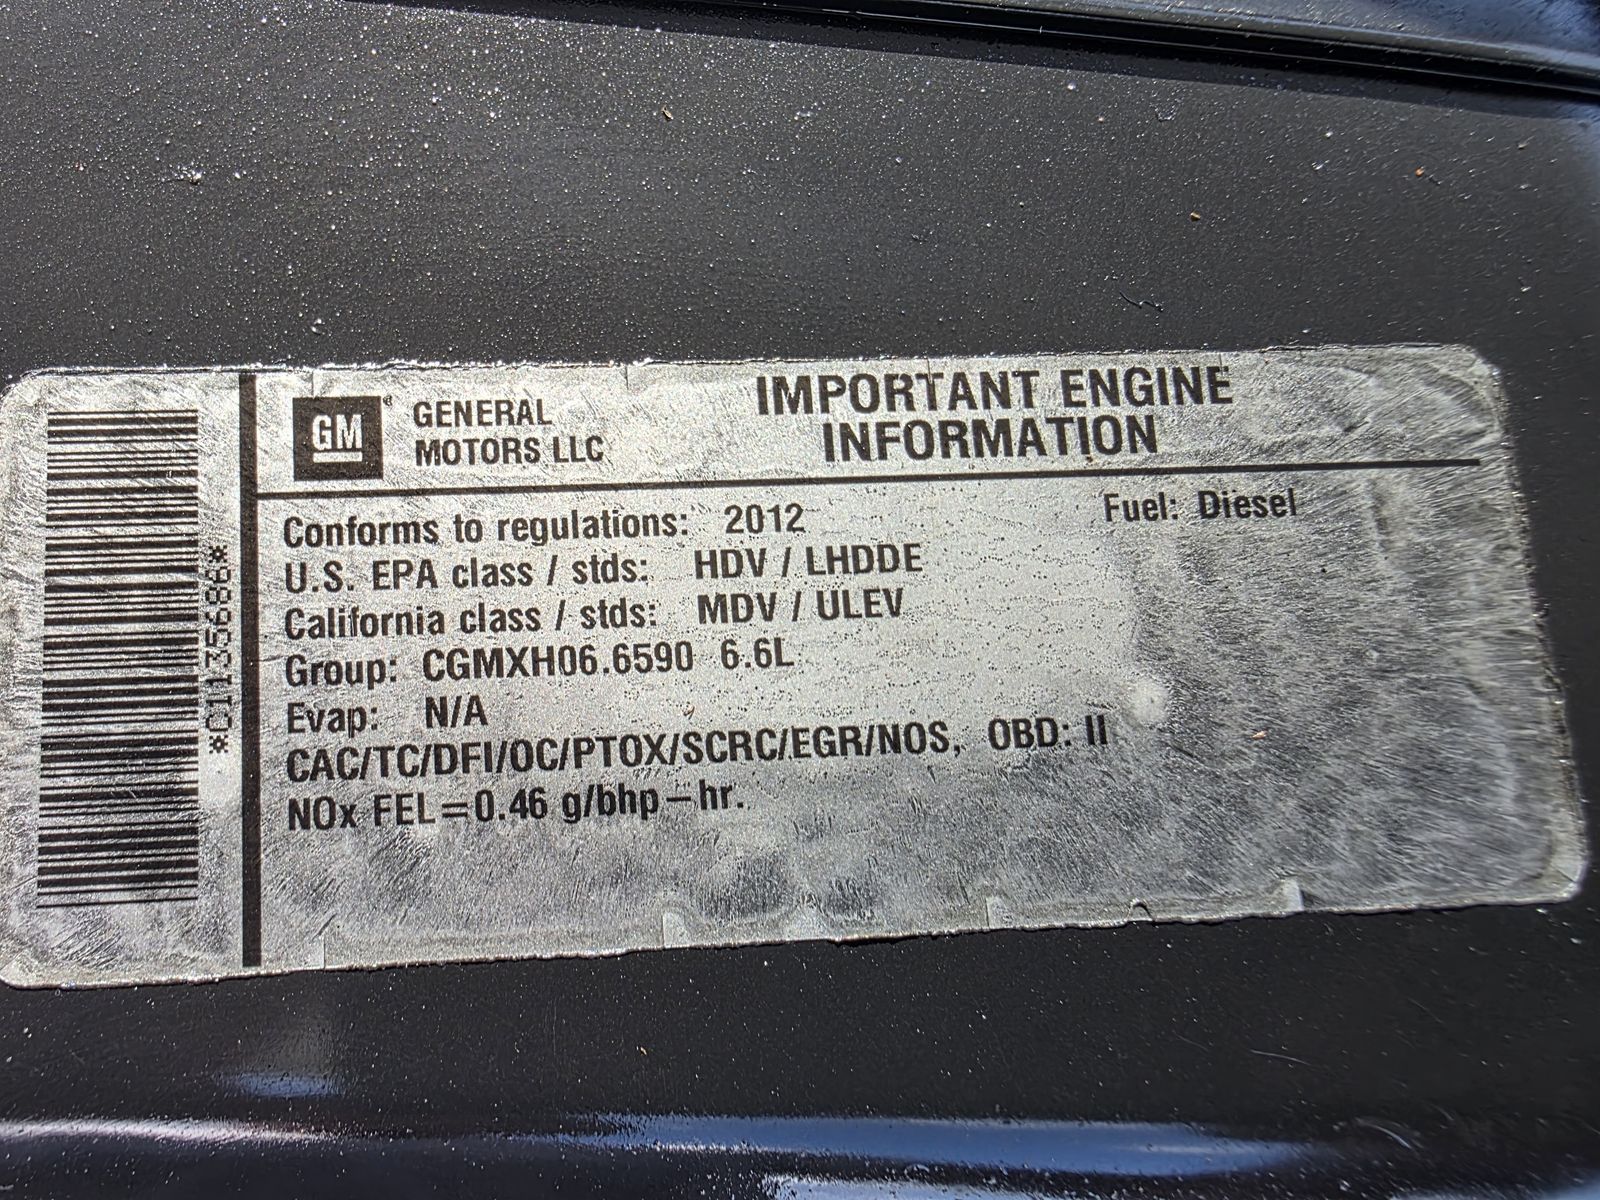 GM ® GENERAL MOTORS LLC
IMPORTANT ENGINE
INFORMATION
Conforms to regulations: 2012 Fuel: Diesel
U.S. EPA class / stds: HDV / LHDDE
California class / stds: MDV / ULEV
Group: CGMXH06.6590 6.6L
Evap: N/A
CAC/TC/DFI/OC/PTOX/SCRC/EGR/NOS, OBD: II
NOx FEL=0.46 g/bhp-hr.
*C1135686*